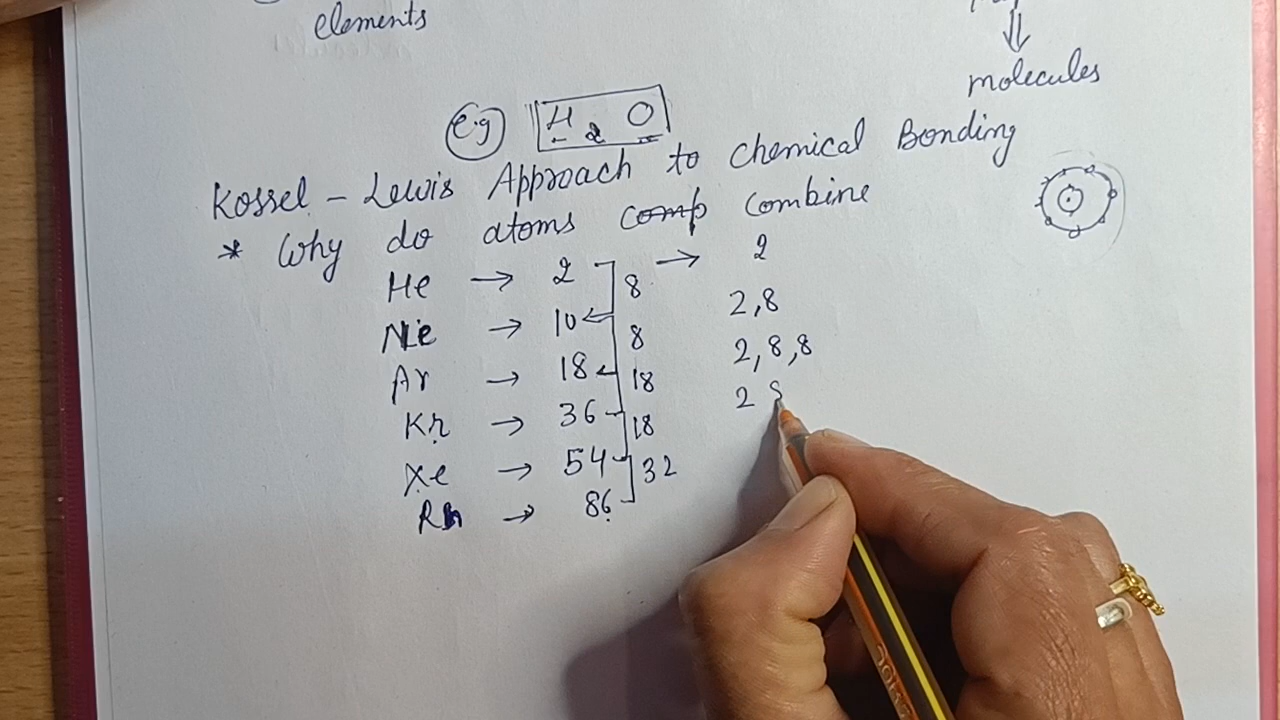 elements
molecules
e.g H2O
Kossel - Lewis Approach to Chemical Bonding
* Why do atoms comp combine
He → 2 8 → 2
Ne → 10 8 2,8
Ar → 18 18 2,8,8
Kr → 36 18 2
Xe → 54 32
Rn → 86